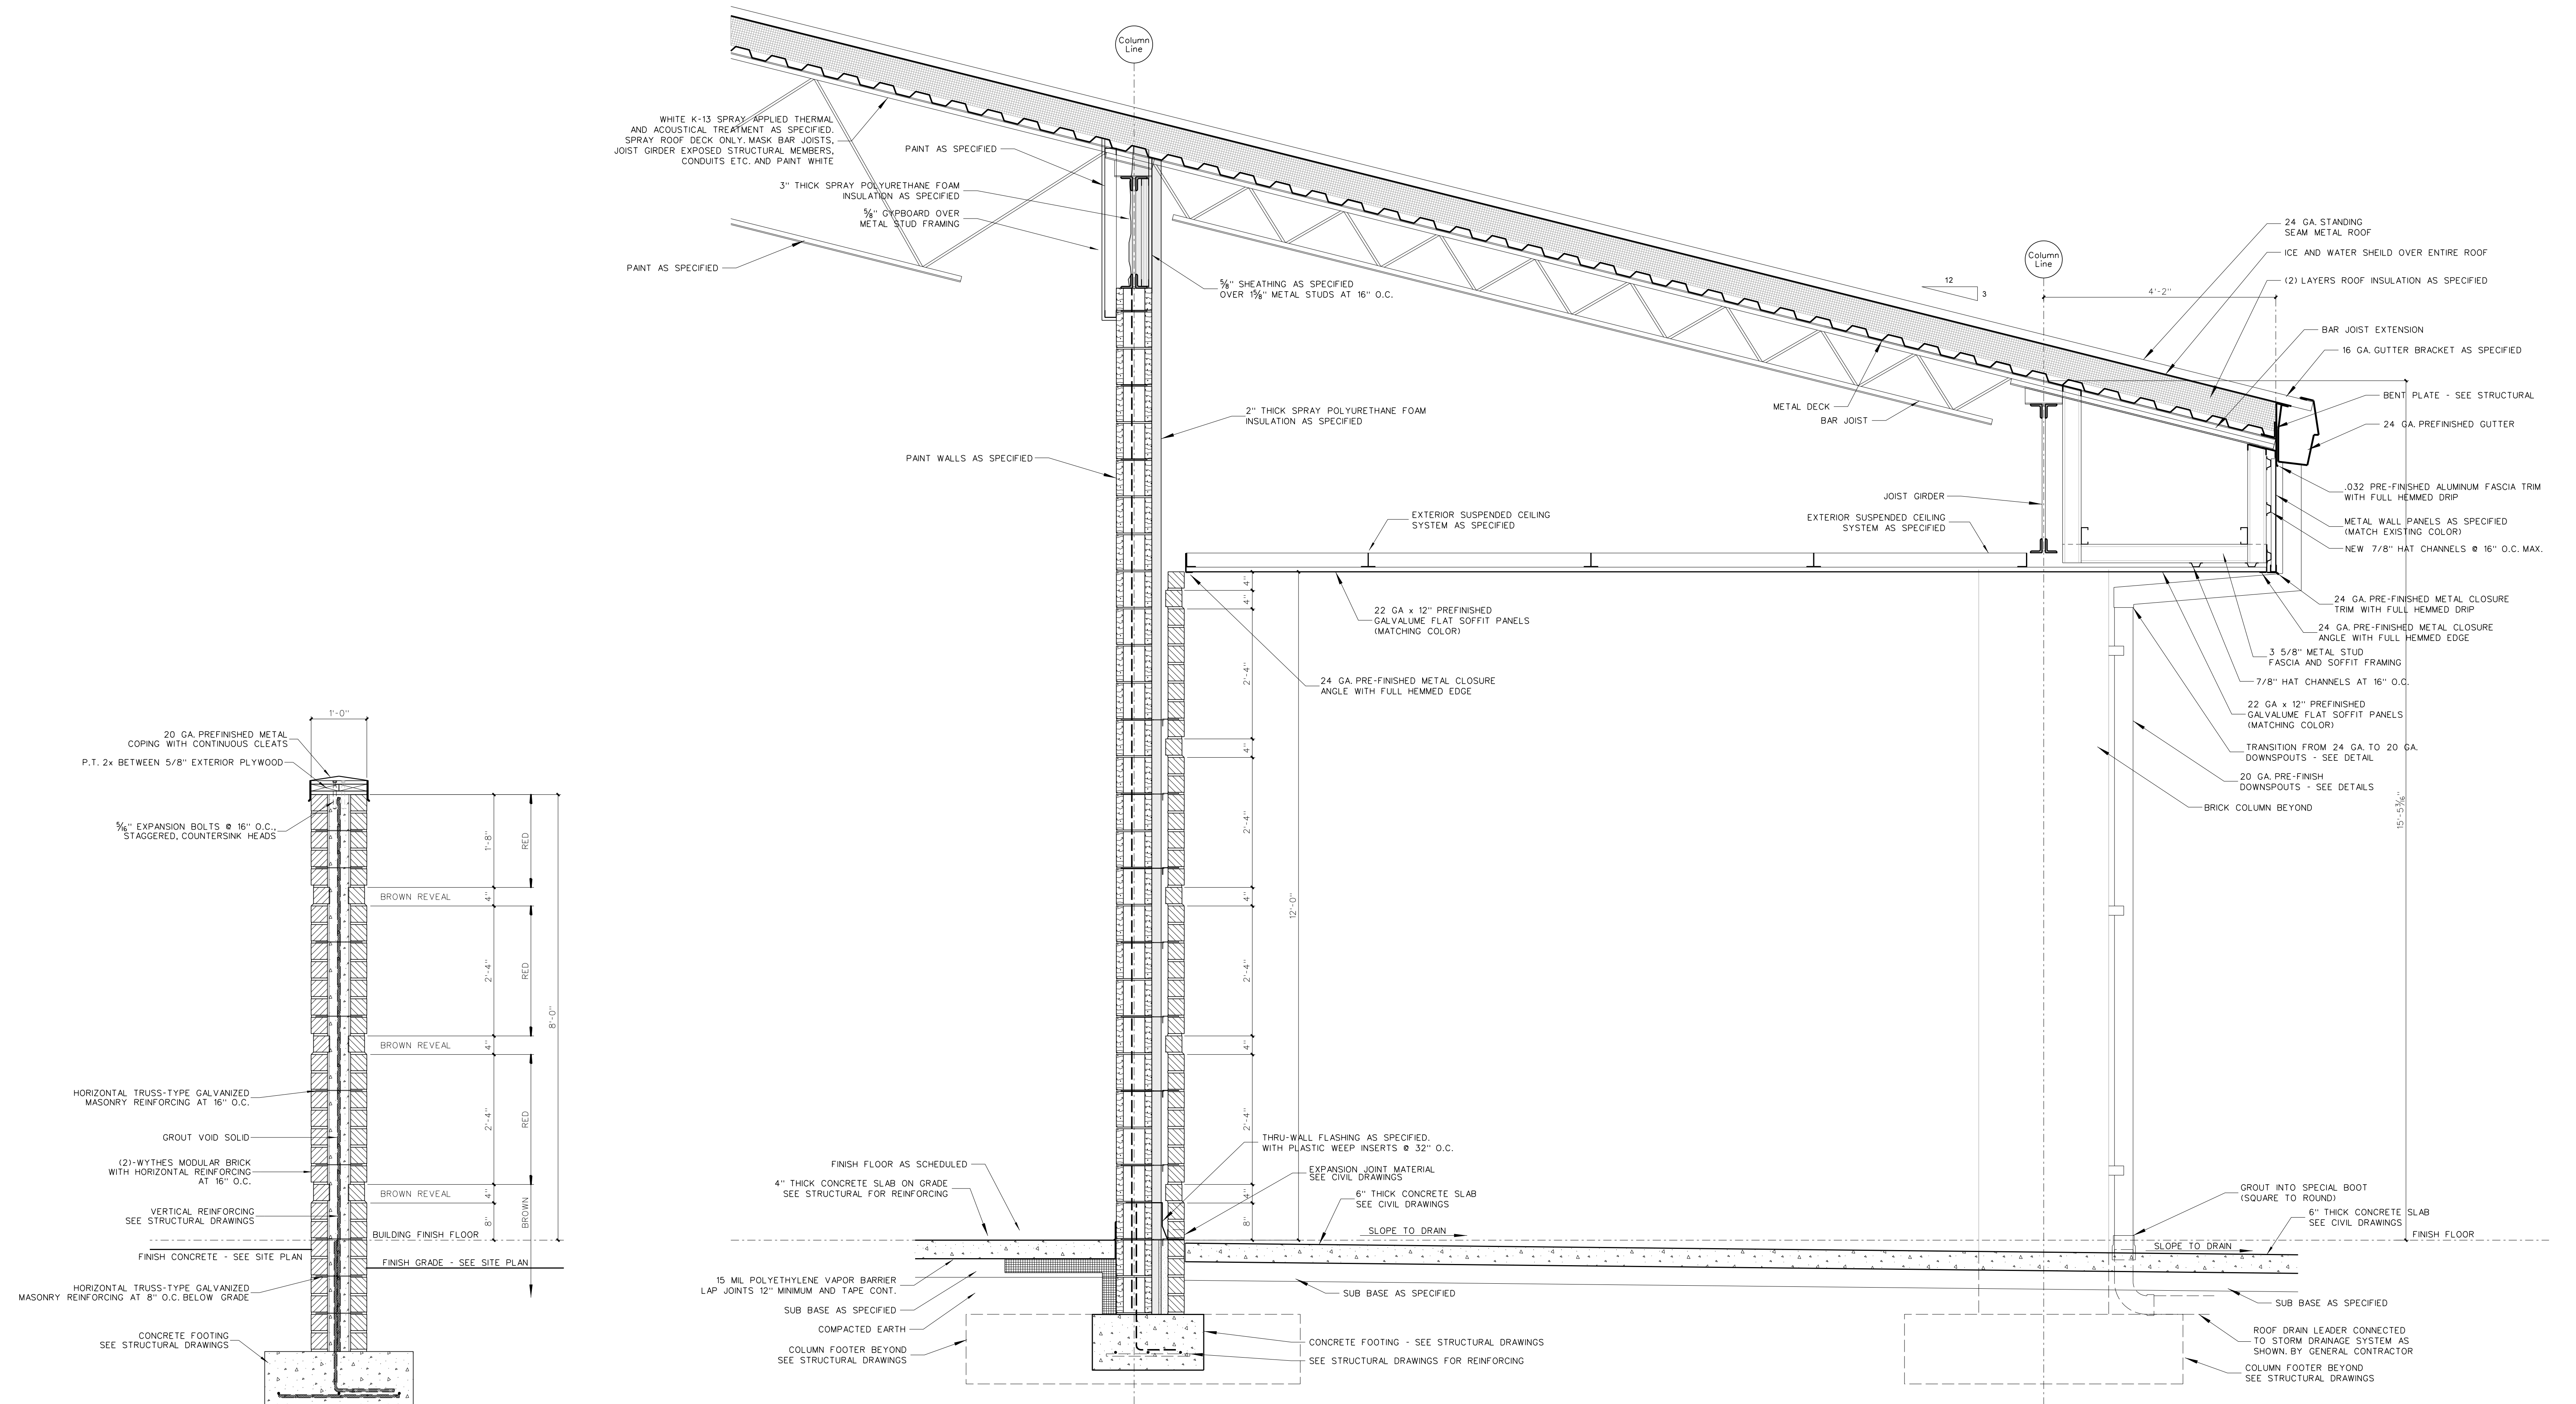 Column
Line
WHITE K-13 SPRAY APPLIED THERMAL
AND ACOUSTICAL TREATMENT AS SPECIFIED.
SPRAY ROOF DECK ONLY. MASK BAR JOISTS,
JOIST GIRDER EXPOSED STRUCTURAL MEMBERS,
CONDUITS ETC. AND PAINT WHITE
PAINT AS SPECIFIED
3" THICK SPRAY POLYURETHANE FOAM
INSULATION AS SPECIFIED
5/8" GYPBOARD OVER
METAL STUD FRAMING
PAINT AS SPECIFIED
5/8" SHEATHING AS SPECIFIED
OVER 1 5/8" METAL STUDS AT 16" O.C.
Column
Line
12
3
4'-2"
24 GA. STANDING
SEAM METAL ROOF
ICE AND WATER SHEILD OVER ENTIRE ROOF
(2) LAYERS ROOF INSULATION AS SPECIFIED
BAR JOIST EXTENSION
16 GA. GUTTER BRACKET AS SPECIFIED
BENT PLATE - SEE STRUCTURAL
24 GA. PREFINISHED GUTTER
METAL DECK
BAR JOIST
2" THICK SPRAY POLYURETHANE FOAM
INSULATION AS SPECIFIED
PAINT WALLS AS SPECIFIED
JOIST GIRDER
EXTERIOR SUSPENDED CEILING
SYSTEM AS SPECIFIED
EXTERIOR SUSPENDED CEILING
SYSTEM AS SPECIFIED
.032 PRE-FINISHED ALUMINUM FASCIA TRIM
WITH FULL HEMMED DRIP
METAL WALL PANELS AS SPECIFIED
(MATCH EXISTING COLOR)
NEW 7/8" HAT CHANNELS @ 16" O.C. MAX.
22 GA x 12" PREFINISHED
GALVALUME FLAT SOFFIT PANELS
(MATCHING COLOR)
24 GA. PRE-FINISHED METAL CLOSURE
TRIM WITH FULL HEMMED DRIP
24 GA. PRE-FINISHED METAL CLOSURE
ANGLE WITH FULL HEMMED EDGE
3 5/8" METAL STUD
FASCIA AND SOFFIT FRAMING
7/8" HAT CHANNELS AT 16" O.C.
22 GA x 12" PREFINISHED
GALVALUME FLAT SOFFIT PANELS
(MATCHING COLOR)
TRANSITION FROM 24 GA. TO 20 GA.
DOWNSPOUTS - SEE DETAIL
20 GA. PRE-FINISH
DOWNSPOUTS - SEE DETAILS
BRICK COLUMN BEYOND
24 GA. PRE-FINISHED METAL CLOSURE
ANGLE WITH FULL HEMMED EDGE
4"
4"
2'-4"
4"
2'-4"
4"
2'-4"
4"
2'-4"
4"
8"
12'-0"
15'-5 3/16"
1'-0"
20 GA. PREFINISHED METAL
COPING WITH CONTINUOUS CLEATS
P.T. 2x BETWEEN 5/8" EXTERIOR PLYWOOD
5/16" EXPANSION BOLTS @ 16" O.C.,
STAGGERED, COUNTERSINK HEADS
1'-8"
RED
BROWN REVEAL
4"
2'-4"
RED
8'-0"
BROWN REVEAL
4"
2'-4"
RED
BROWN REVEAL
4"
8"
BROWN
HORIZONTAL TRUSS-TYPE GALVANIZED
MASONRY REINFORCING AT 16" O.C.
GROUT VOID SOLID
(2)-WYTHES MODULAR BRICK
WITH HORIZONTAL REINFORCING
AT 16" O.C.
VERTICAL REINFORCING
SEE STRUCTURAL DRAWINGS
BUILDING FINISH FLOOR
FINISH CONCRETE - SEE SITE PLAN
FINISH GRADE - SEE SITE PLAN
HORIZONTAL TRUSS-TYPE GALVANIZED
MASONRY REINFORCING AT 8" O.C. BELOW GRADE
CONCRETE FOOTING
SEE STRUCTURAL DRAWINGS
FINISH FLOOR AS SCHEDULED
4" THICK CONCRETE SLAB ON GRADE
SEE STRUCTURAL FOR REINFORCING
15 MIL POLYETHYLENE VAPOR BARRIER
LAP JOINTS 12" MINIMUM AND TAPE CONT.
SUB BASE AS SPECIFIED
COMPACTED EARTH
COLUMN FOOTER BEYOND
SEE STRUCTURAL DRAWINGS
THRU-WALL FLASHING AS SPECIFIED.
WITH PLASTIC WEEP INSERTS @ 32" O.C.
EXPANSION JOINT MATERIAL
SEE CIVIL DRAWINGS
6" THICK CONCRETE SLAB
SEE CIVIL DRAWINGS
SLOPE TO DRAIN
SUB BASE AS SPECIFIED
CONCRETE FOOTING - SEE STRUCTURAL DRAWINGS
SEE STRUCTURAL DRAWINGS FOR REINFORCING
GROUT INTO SPECIAL BOOT
(SQUARE TO ROUND)
6" THICK CONCRETE SLAB
SEE CIVIL DRAWINGS
FINISH FLOOR
SLOPE TO DRAIN
SUB BASE AS SPECIFIED
ROOF DRAIN LEADER CONNECTED
TO STORM DRAINAGE SYSTEM AS
SHOWN. BY GENERAL CONTRACTOR
COLUMN FOOTER BEYOND
SEE STRUCTURAL DRAWINGS